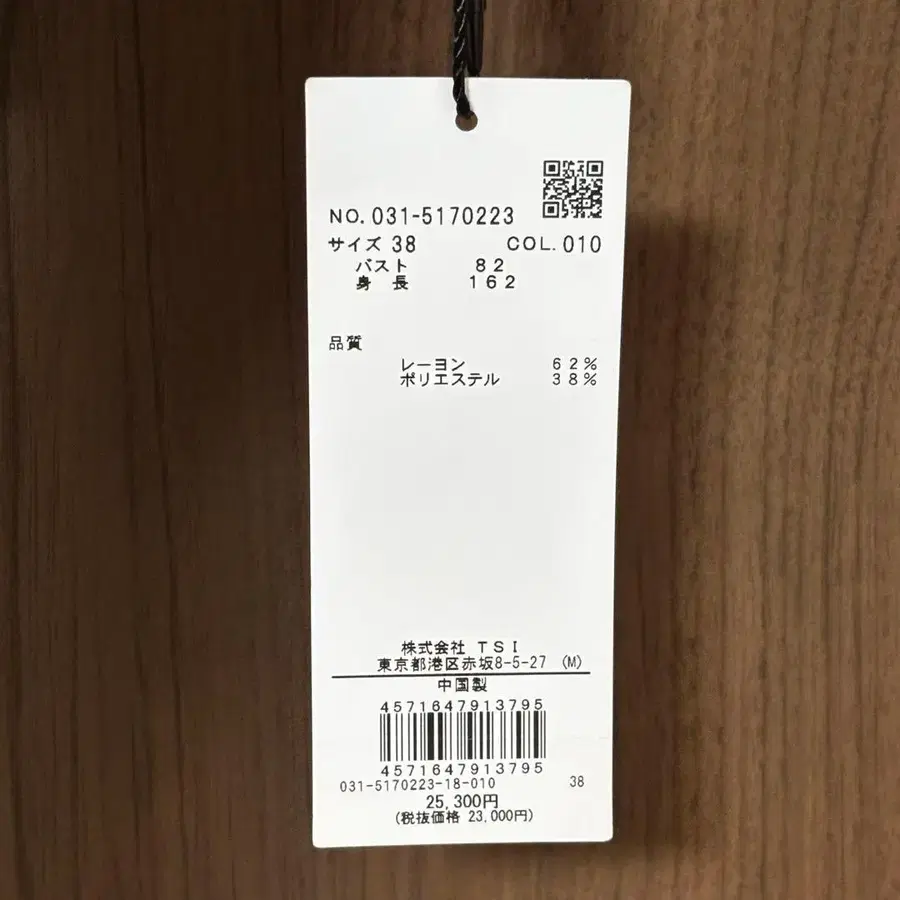 NO. 031-5170223
サイズ 38 COL. 010
バスト 82
身長 162
品質
レーヨン 62%
ポリエステル 38%
株式会社 TSI
東京都港区赤坂8-5-27 (M)
中国製
4571647913795
4571647913795
031-5170223-18-010 38
25,300円
(税抜価格 23,000円)